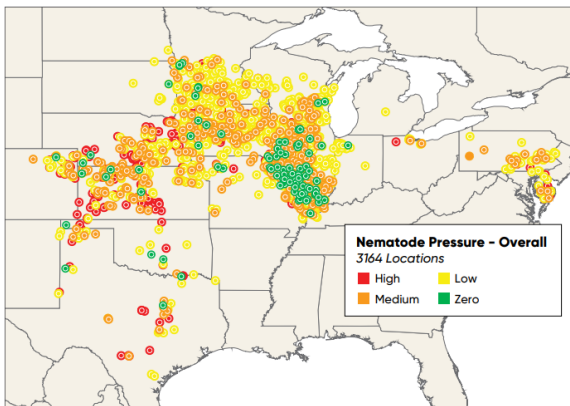 Nematode Pressure - Overall
3164 Locations
High Low
Medium Zero